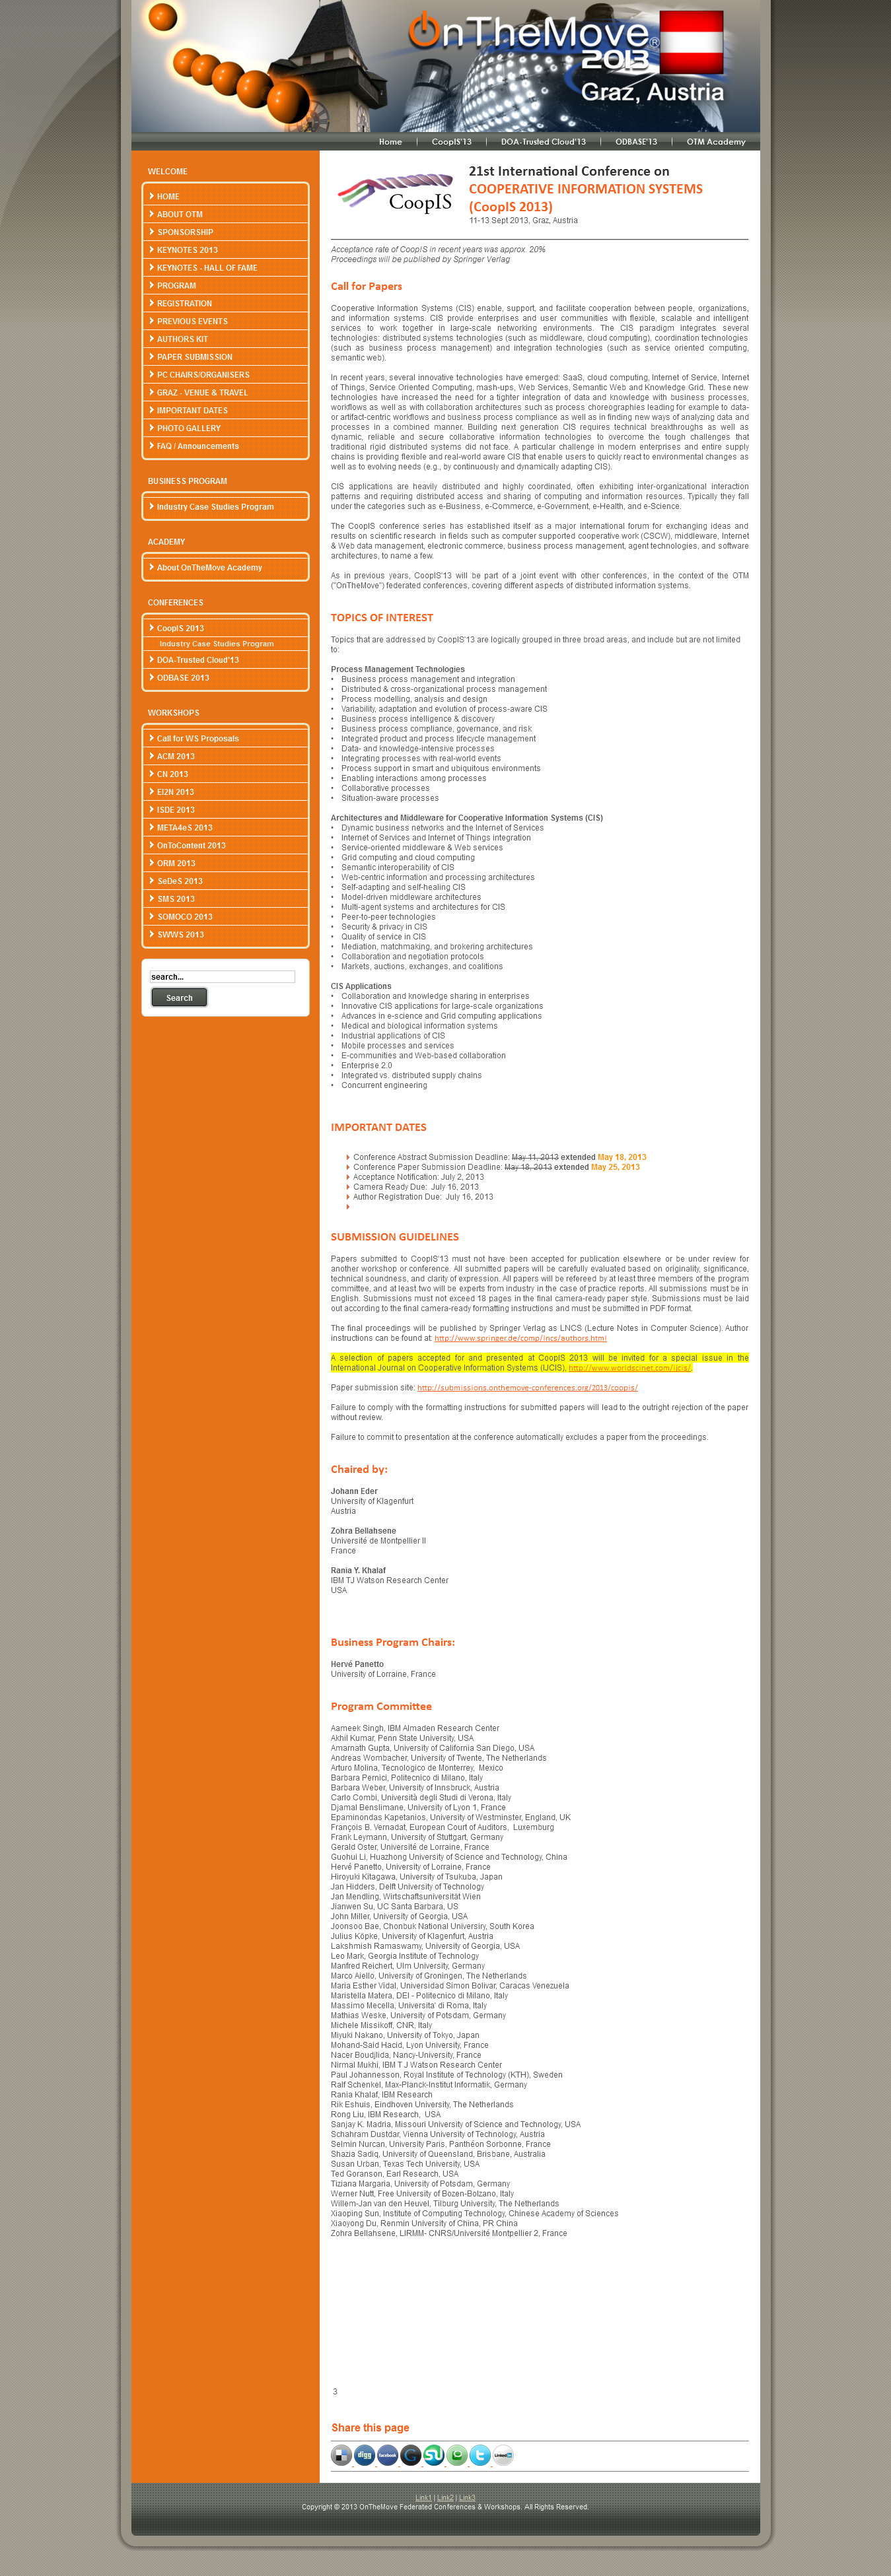 OnTheMove
2013®
Graz, Austria
Home | CoopIS'13 | DOA-Trusted Cloud'13 | ODBASE'13 | OTM Academy
WELCOME
HOME
ABOUT OTM
SPONSORSHIP
KEYNOTES 2013
KEYNOTES - HALL OF FAME
PROGRAM
REGISTRATION
PREVIOUS EVENTS
AUTHORS KIT
PAPER SUBMISSION
PC CHAIRS/ORGANISERS
GRAZ - VENUE & TRAVEL
IMPORTANT DATES
PHOTO GALLERY
FAQ / Announcements
BUSINESS PROGRAM
Industry Case Studies Program
ACADEMY
About OnTheMove Academy
CONFERENCES
CoopIS 2013
Industry Case Studies Program
DOA-Trusted Cloud'13
ODBASE 2013
WORKSHOPS
Call for WS Proposals
ACM 2013
CN 2013
EI2N 2013
ISDE 2013
META4eS 2013
OnToContent 2013
ORM 2013
SeDeS 2013
SMS 2013
SOMOCO 2013
SWWS 2013
search...
Search
CoopIS
21st International Conference on
COOPERATIVE INFORMATION SYSTEMS
(CoopIS 2013)
11-13 Sept 2013, Graz, Austria
Acceptance rate of CoopIS in recent years was approx. 20%
Proceedings will be published by Springer Verlag
Call for Papers
Cooperative Information Systems (CIS) enable, support, and facilitate cooperation between people, organizations,
and information systems. CIS provide enterprises and user communities with flexible, scalable and intelligent
services to work together in large-scale networking environments. The CIS paradigm integrates several
technologies: distributed systems technologies (such as middleware, cloud computing), coordination technologies
(such as business process management) and integration technologies (such as service oriented computing,
semantic web).
In recent years, several innovative technologies have emerged: SaaS, cloud computing, Internet of Service, Internet
of Things, Service Oriented Computing, mash-ups, Web Services, Semantic Web and Knowledge Grid. These new
technologies have increased the need for a tighter integration of data and knowledge with business processes,
workflows as well as with collaboration architectures such as process choreographies leading for example to data-
or artifact-centric workflows and business process compliance as well as in finding new ways of analyzing data and
processes in a combined manner. Building next generation CIS requires technical breakthroughs as well as
dynamic, reliable and secure collaborative information technologies to overcome the tough challenges that
traditional rigid distributed systems did not face. A particular challenge in modern enterprises and entire supply
chains is providing flexible and real-world aware CIS that enable users to quickly react to environmental changes as
well as to evolving needs (e.g., by continuously and dynamically adapting CIS).
CIS applications are heavily distributed and highly coordinated, often exhibiting inter-organizational interaction
patterns and requiring distributed access and sharing of computing and information resources. Typically they fall
under the categories such as e-Business, e-Commerce, e-Government, e-Health, and e-Science.
The CoopIS conference series has established itself as a major international forum for exchanging ideas and
results on scientific research in fields such as computer supported cooperative work (CSCW), middleware, Internet
& Web data management, electronic commerce, business process management, agent technologies, and software
architectures, to name a few.
As in previous years, CoopIS'13 will be part of a joint event with other conferences, in the context of the OTM
("OnTheMove") federated conferences, covering different aspects of distributed information systems.
TOPICS OF INTEREST
Topics that are addressed by CoopIS'13 are logically grouped in three broad areas, and include but are not limited
to:
Process Management Technologies
• Business process management and integration
• Distributed & cross-organizational process management
• Process modelling, analysis and design
• Variability, adaptation and evolution of process-aware CIS
• Business process intelligence & discovery
• Business process compliance, governance, and risk
• Integrated product and process lifecycle management
• Data- and knowledge-intensive processes
• Integrating processes with real-world events
• Process support in smart and ubiquitous environments
• Enabling interactions among processes
• Collaborative processes
• Situation-aware processes
Architectures and Middleware for Cooperative Information Systems (CIS)
• Dynamic business networks and the Internet of Services
• Internet of Services and Internet of Things integration
• Service-oriented middleware & Web services
• Grid computing and cloud computing
• Semantic interoperability of CIS
• Web-centric information and processing architectures
• Self-adapting and self-healing CIS
• Model-driven middleware architectures
• Multi-agent systems and architectures for CIS
• Peer-to-peer technologies
• Security & privacy in CIS
• Quality of service in CIS
• Mediation, matchmaking, and brokering architectures
• Collaboration and negotiation protocols
• Markets, auctions, exchanges, and coalitions
CIS Applications
• Collaboration and knowledge sharing in enterprises
• Innovative CIS applications for large-scale organizations
• Advances in e-science and Grid computing applications
• Medical and biological information systems
• Industrial applications of CIS
• Mobile processes and services
• E-communities and Web-based collaboration
• Enterprise 2.0
• Integrated vs. distributed supply chains
• Concurrent engineering
IMPORTANT DATES
Conference Abstract Submission Deadline: May 11, 2013 extended May 18, 2013
Conference Paper Submission Deadline: May 18, 2013 extended May 25, 2013
Acceptance Notification: July 2, 2013
Camera Ready Due: July 16, 2013
Author Registration Due: July 16, 2013
SUBMISSION GUIDELINES
Papers submitted to CoopIS'13 must not have been accepted for publication elsewhere or be under review for
another workshop or conference. All submitted papers will be carefully evaluated based on originality, significance,
technical soundness, and clarity of expression. All papers will be refereed by at least three members of the program
committee, and at least two will be experts from industry in the case of practice reports. All submissions must be in
English. Submissions must not exceed 18 pages in the final camera-ready paper style. Submissions must be laid
out according to the final camera-ready formatting instructions and must be submitted in PDF format.
The final proceedings will be published by Springer Verlag as LNCS (Lecture Notes in Computer Science). Author
instructions can be found at: http://www.springer.de/comp/lncs/authors.html
A selection of papers accepted for and presented at CoopIS 2013 will be invited for a special issue in the
International Journal on Cooperative Information Systems (IJCIS), http://www.worldscinet.com/ijcis/.
Paper submission site: http://submissions.onthemove-conferences.org/2013/coopis/
Failure to comply with the formatting instructions for submitted papers will lead to the outright rejection of the paper
without review.
Failure to commit to presentation at the conference automatically excludes a paper from the proceedings.
Chaired by:
Johann Eder
University of Klagenfurt
Austria
Zohra Bellahsene
Université de Montpellier II
France
Rania Y. Khalaf
IBM TJ Watson Research Center
USA
Business Program Chairs:
Hervé Panetto
University of Lorraine, France
Program Committee
Aameek Singh, IBM Almaden Research Center
Akhil Kumar, Penn State University, USA
Amarnath Gupta, University of California San Diego, USA
Andreas Wombacher, University of Twente, The Netherlands
Arturo Molina, Tecnologico de Monterrey, Mexico
Barbara Pernici, Politecnico di Milano, Italy
Barbara Weber, University of Innsbruck, Austria
Carlo Combi, Università degli Studi di Verona, Italy
Djamal Benslimane, University of Lyon 1, France
Epaminondas Kapetanios, University of Westminster, England, UK
François B. Vernadat, European Court of Auditors, Luxemburg
Frank Leymann, University of Stuttgart, Germany
Gerald Oster, Université de Lorraine, France
Guohui Li, Huazhong University of Science and Technology, China
Hervé Panetto, University of Lorraine, France
Hiroyuki Kitagawa, University of Tsukuba, Japan
Jan Hidders, Delft University of Technology
Jan Mendling, Wirtschaftsuniversität Wien
Jianwen Su, UC Santa Barbara, US
John Miller, University of Georgia, USA
Joonsoo Bae, Chonbuk National Universiry, South Korea
Julius Köpke, University of Klagenfurt, Austria
Lakshmish Ramaswamy, University of Georgia, USA
Leo Mark, Georgia Institute of Technology
Manfred Reichert, Ulm University, Germany
Marco Aiello, University of Groningen, The Netherlands
Maria Esther Vidal, Universidad Simon Bolivar, Caracas Venezuela
Maristella Matera, DEI - Politecnico di Milano, Italy
Massimo Mecella, Universita' di Roma, Italy
Mathias Weske, University of Potsdam, Germany
Michele Missikoff, CNR, Italy
Miyuki Nakano, University of Tokyo, Japan
Mohand-Said Hacid, Lyon University, France
Nacer Boudjlida, Nancy-University, France
Nirmal Mukhi, IBM T J Watson Research Center
Paul Johannesson, Royal Institute of Technology (KTH), Sweden
Ralf Schenkel, Max-Planck-Institut Informatik, Germany
Rania Khalaf, IBM Research
Rik Eshuis, Eindhoven University, The Netherlands
Rong Liu, IBM Research, USA
Sanjay K. Madria, Missouri University of Science and Technology, USA
Schahram Dustdar, Vienna University of Technology, Austria
Selmin Nurcan, University Paris, Panthéon Sorbonne, France
Shazia Sadiq, University of Queensland, Brisbane, Australia
Susan Urban, Texas Tech University, USA
Ted Goranson, Earl Research, USA
Tiziana Margaria, University of Potsdam, Germany
Werner Nutt, Free University of Bozen-Bolzano, Italy
Willem-Jan van den Heuvel, Tilburg University, The Netherlands
Xiaoping Sun, Institute of Computing Technology, Chinese Academy of Sciences
Xiaoyong Du, Renmin University of China, PR China
Zohra Bellahsene, LIRMM- CNRS/Université Montpellier 2, France
3
Share this page
digg facebook
LinkedIn
Link1 | Link2 | Link3
Copyright © 2013 OnTheMove Federated Conferences & Workshops. All Rights Reserved.